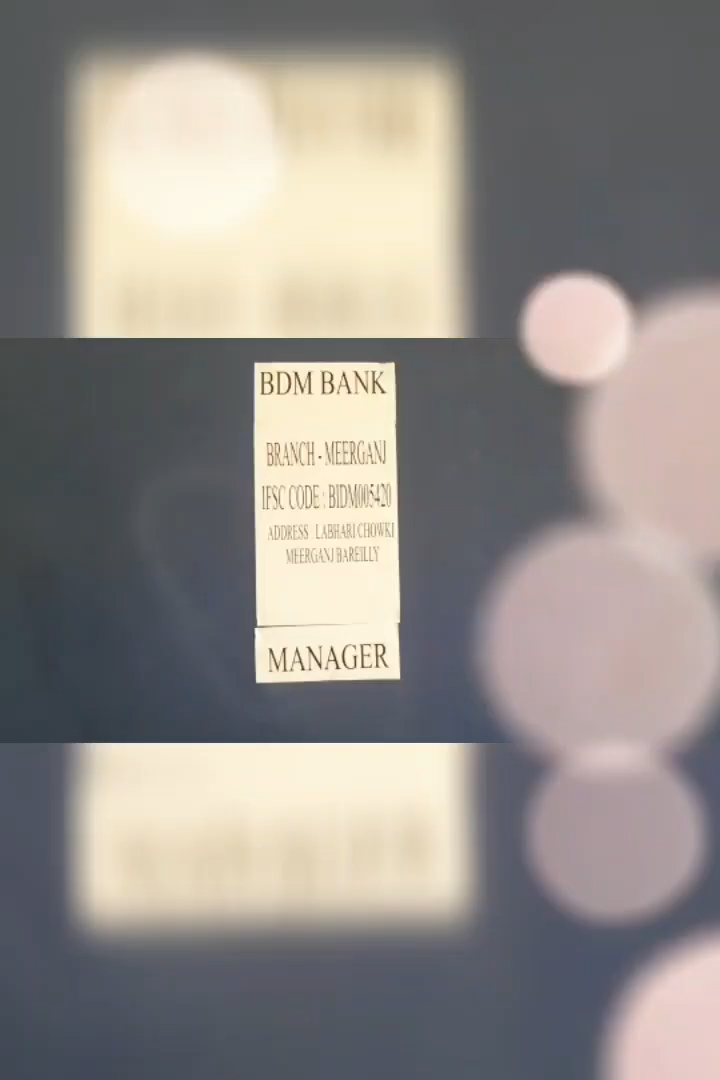 BDM BANK
BRANCH - MEERGANJ
IFSC CODE : BIDM005420
ADDRESS LABHARI CHOWKI
MEERGANJ BAREILLY
MANAGER